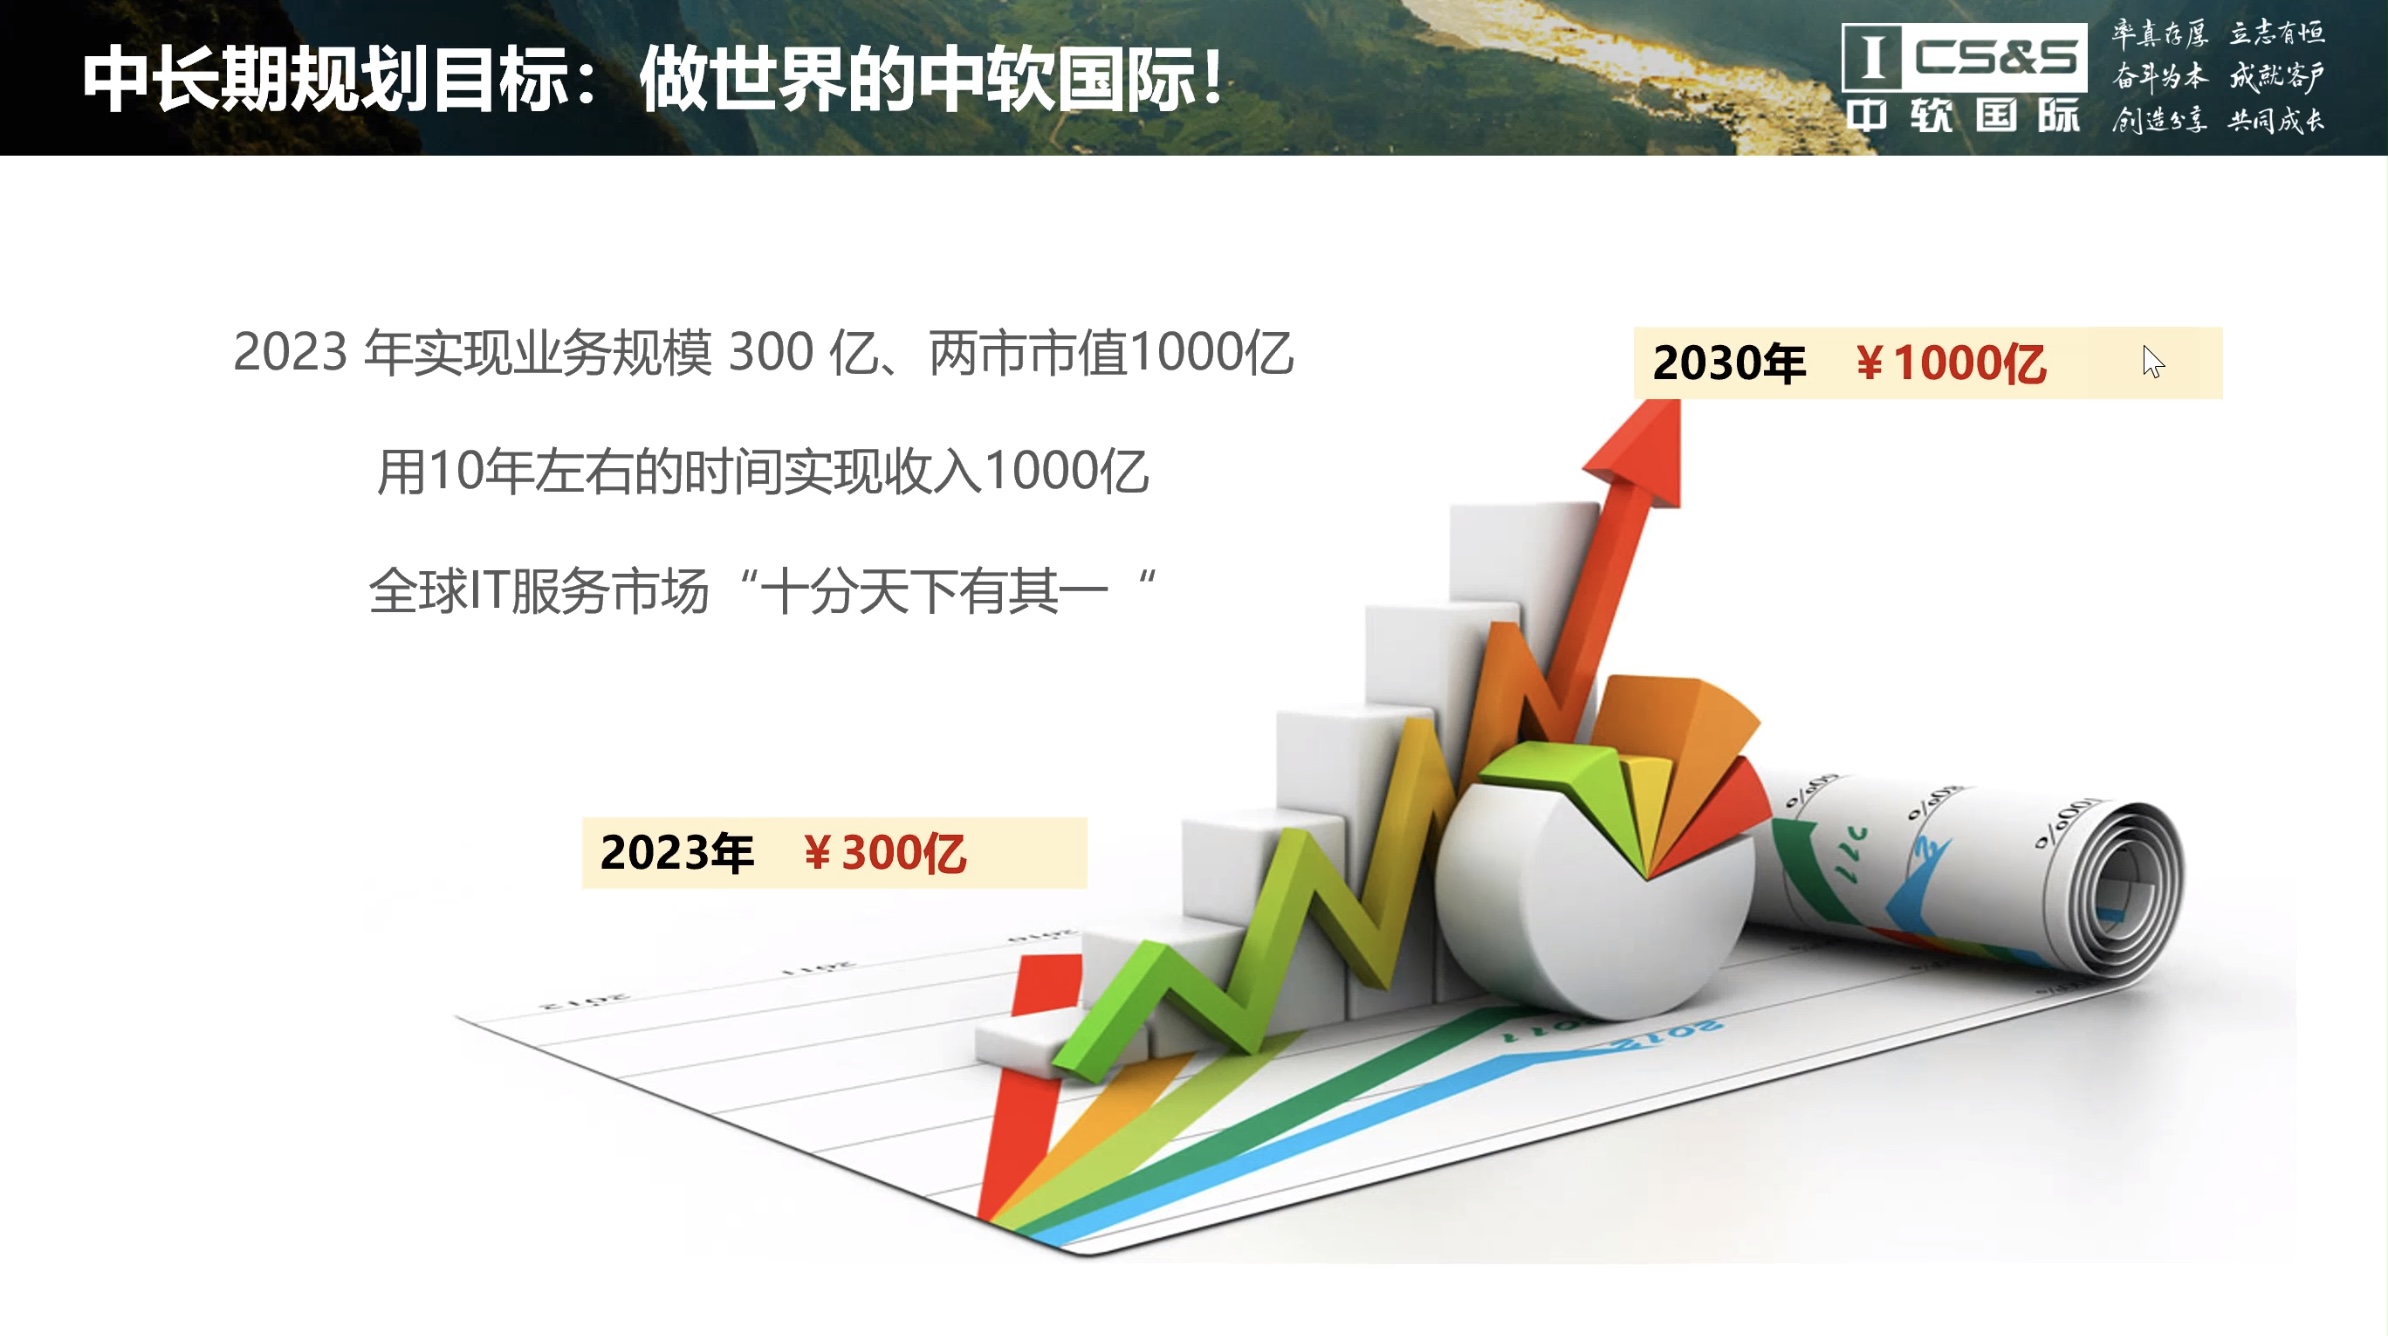 中长期规划目标：做世界的中软国际！
I CS&S
中软国际
率真存厚 立志有恒
奋斗为本 成就客户
创造分享 共同成长
2023 年实现业务规模 300 亿、两市市值1000亿
用10年左右的时间实现收入1000亿
全球IT服务市场“十分天下有其一“
2030年 ￥1000亿
2023年 ￥300亿
2010
2011
2012
2011
2012
100%